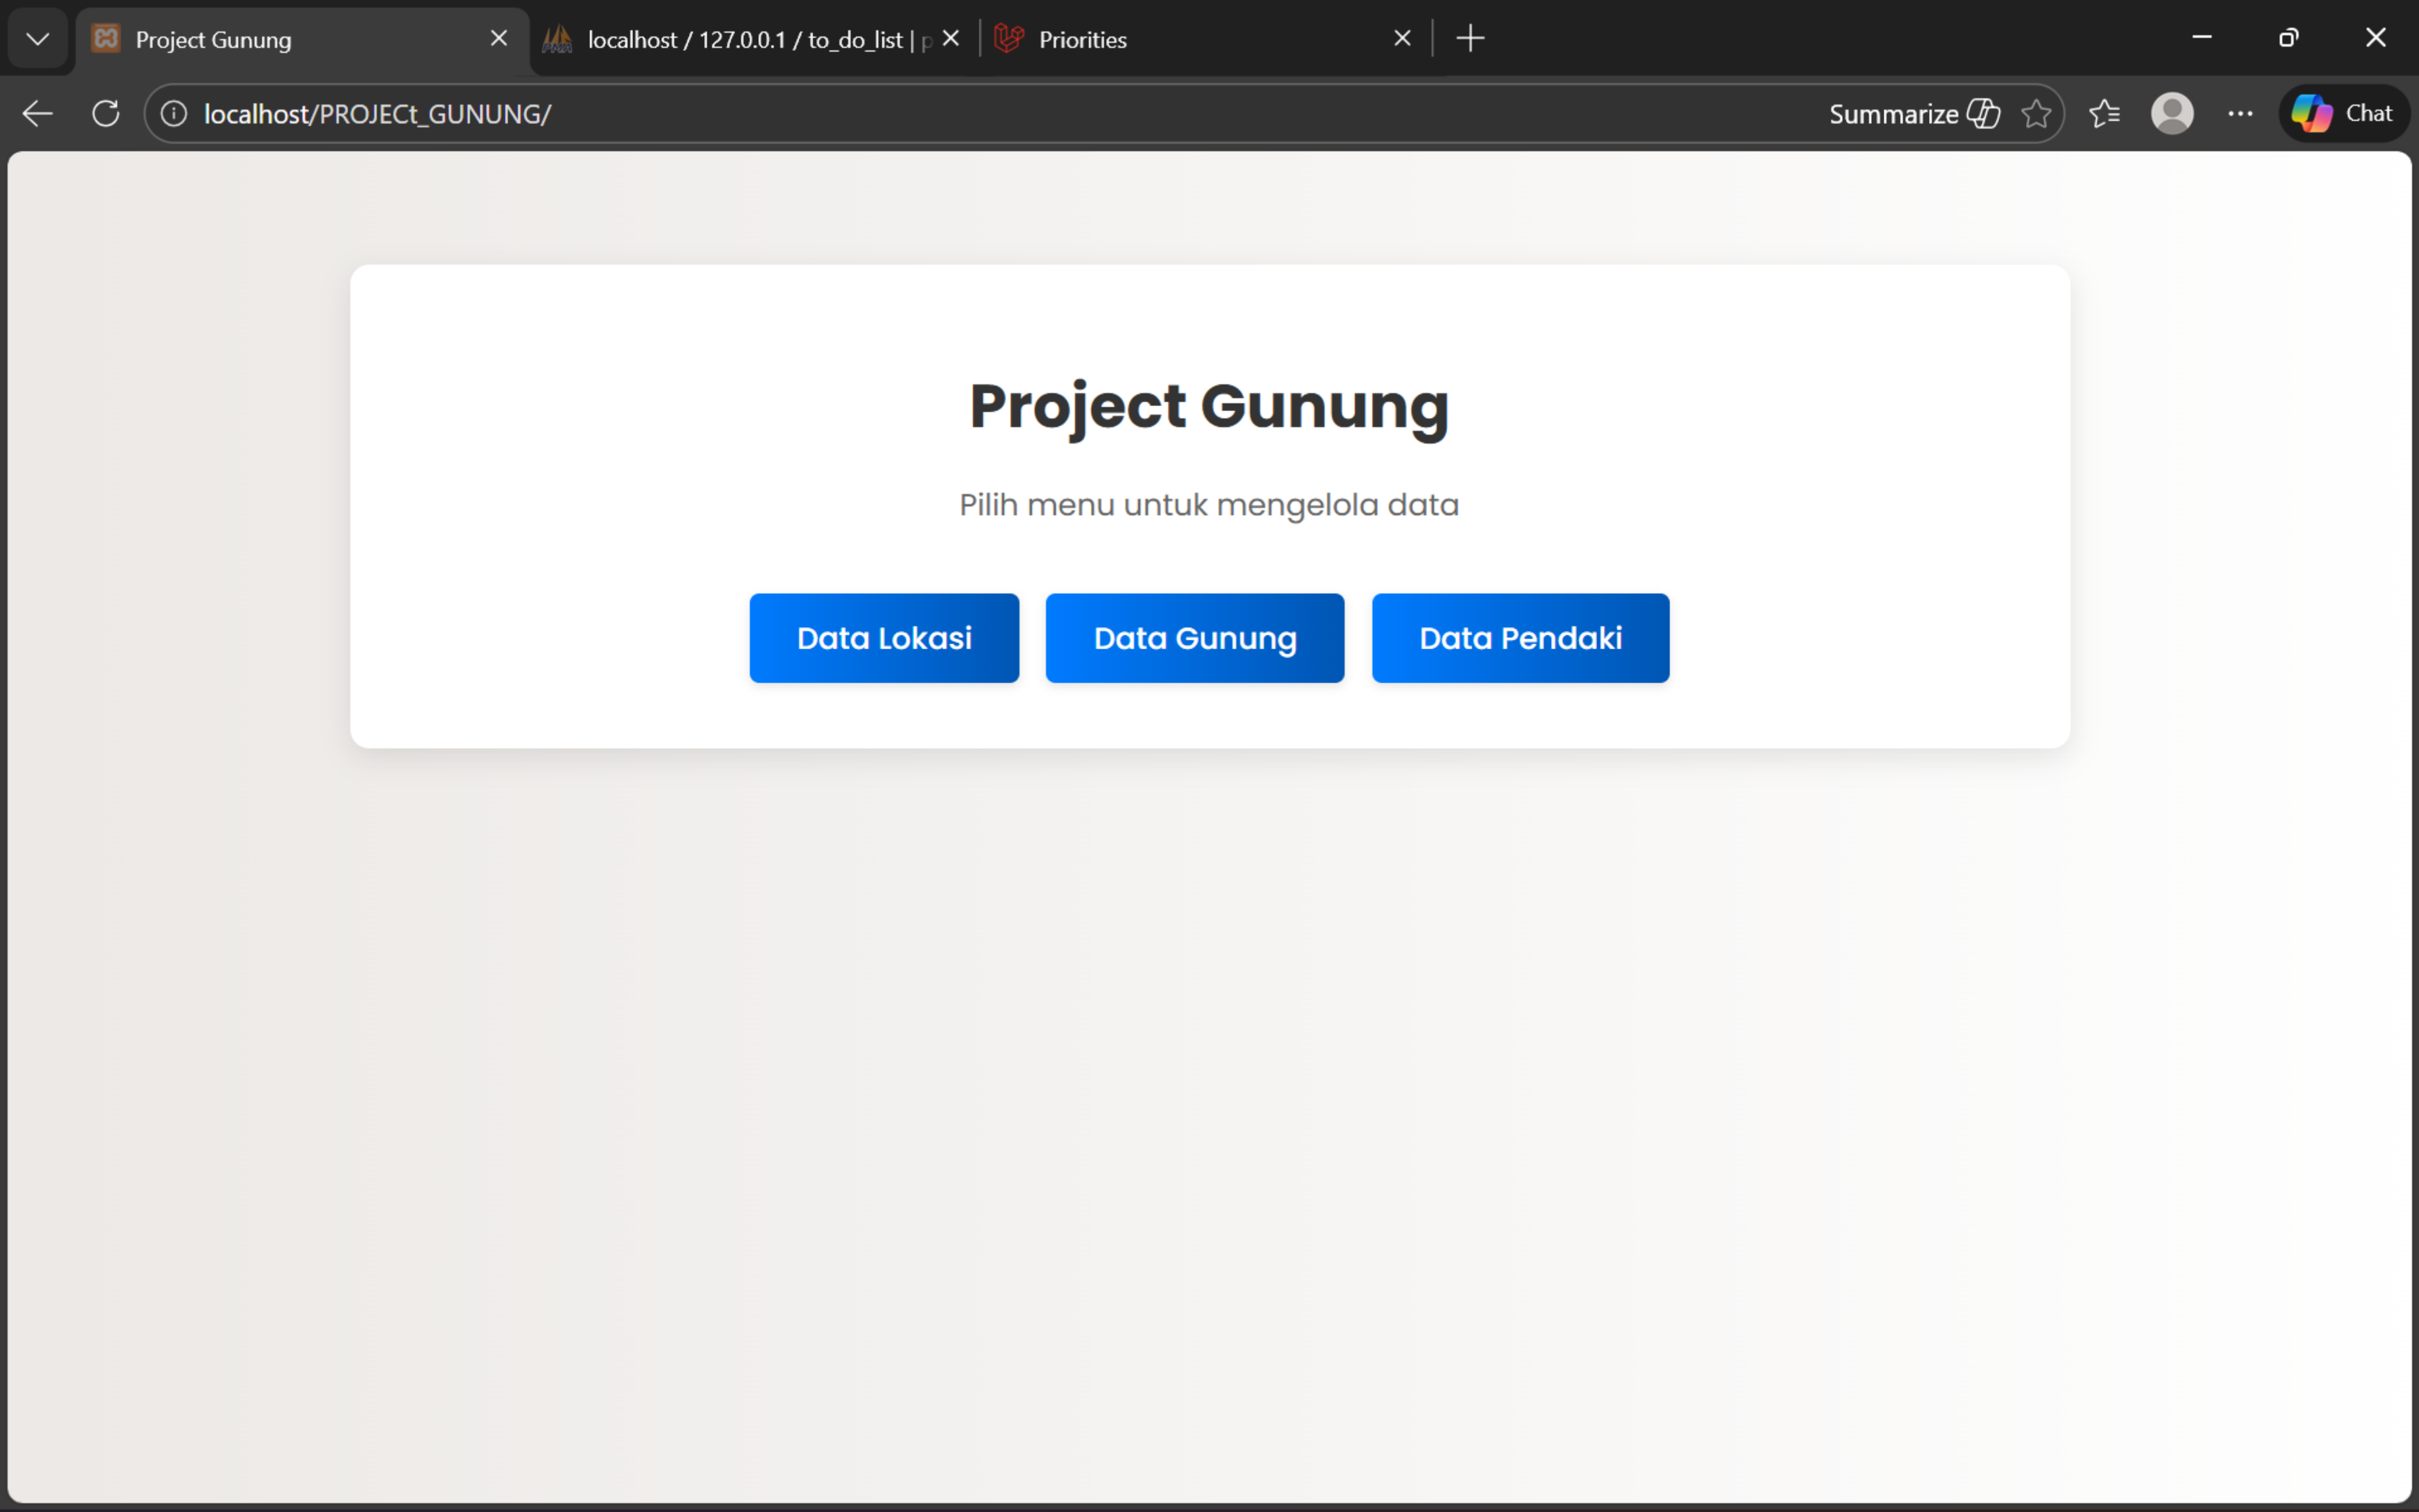 Project Gunung
localhost / 127.0.0.1 / to_do_list | p
Priorities
localhost/PROJECt_GUNUNG/
Summarize
Chat
Project Gunung
Pilih menu untuk mengelola data
Data Lokasi
Data Gunung
Data Pendaki